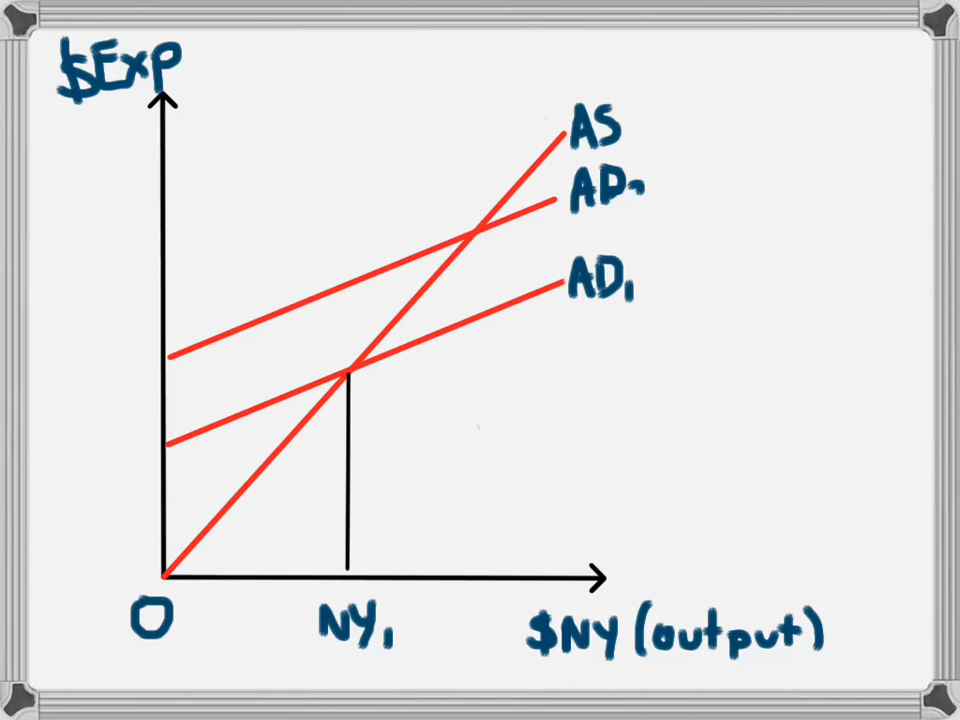 $Exp
AS
AD
AD₁
O
NY₁
$NY (output)